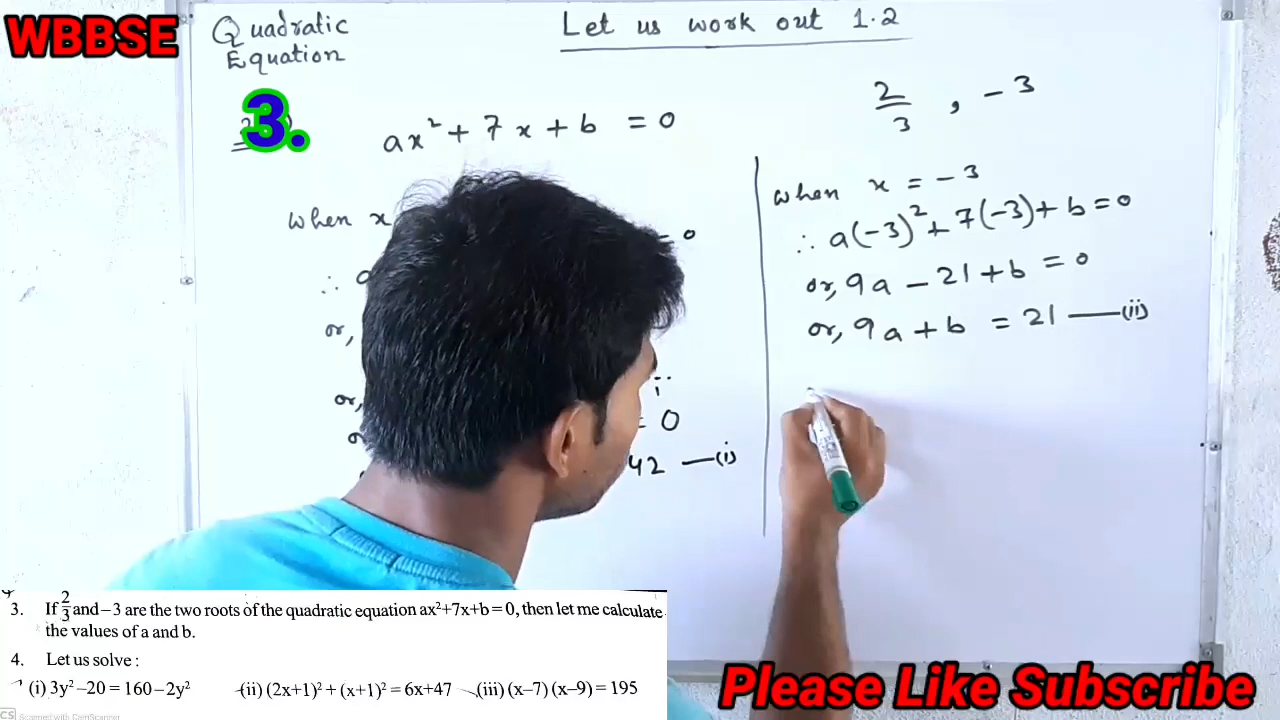 WBBSE
Quadratic
Equation
Let us work out 1.2
3.
ax² + 7x + b = 0
2/3 , -3
When x
= 0
∴ a
or,
or,
= 0
42 —(i)
When x = -3
∴ a(-3)² + 7(-3) + b = 0
or, 9a - 21 + b = 0
or, 9a + b = 21 —(ii)
3. If 2/3 and -3 are the two roots of the quadratic equation ax²+7x+b=0, then let me calculate
the values of a and b.
4. Let us solve :
(i) 3y² - 20 = 160 - 2y² (ii) (2x+1)² + (x+1)² = 6x+47 (iii) (x-7) (x-9) = 195
CS Scanned with CamScanner
Please Like Subscribe